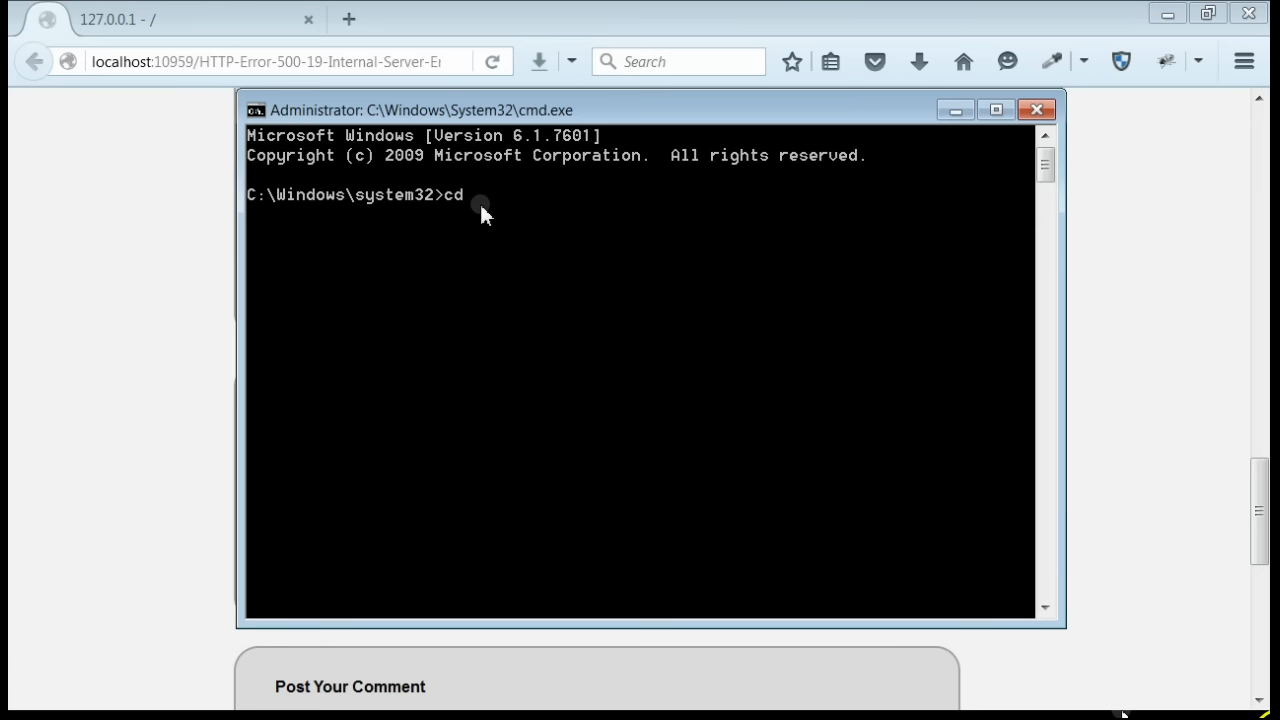 127.0.0.1 - /
localhost:10959/HTTP-Error-500-19-Internal-Server-Er
Search
Administrator: C:\Windows\System32\cmd.exe
Microsoft Windows [Version 6.1.7601]
Copyright (c) 2009 Microsoft Corporation.  All rights reserved.
C:\Windows\system32>cd
Post Your Comment